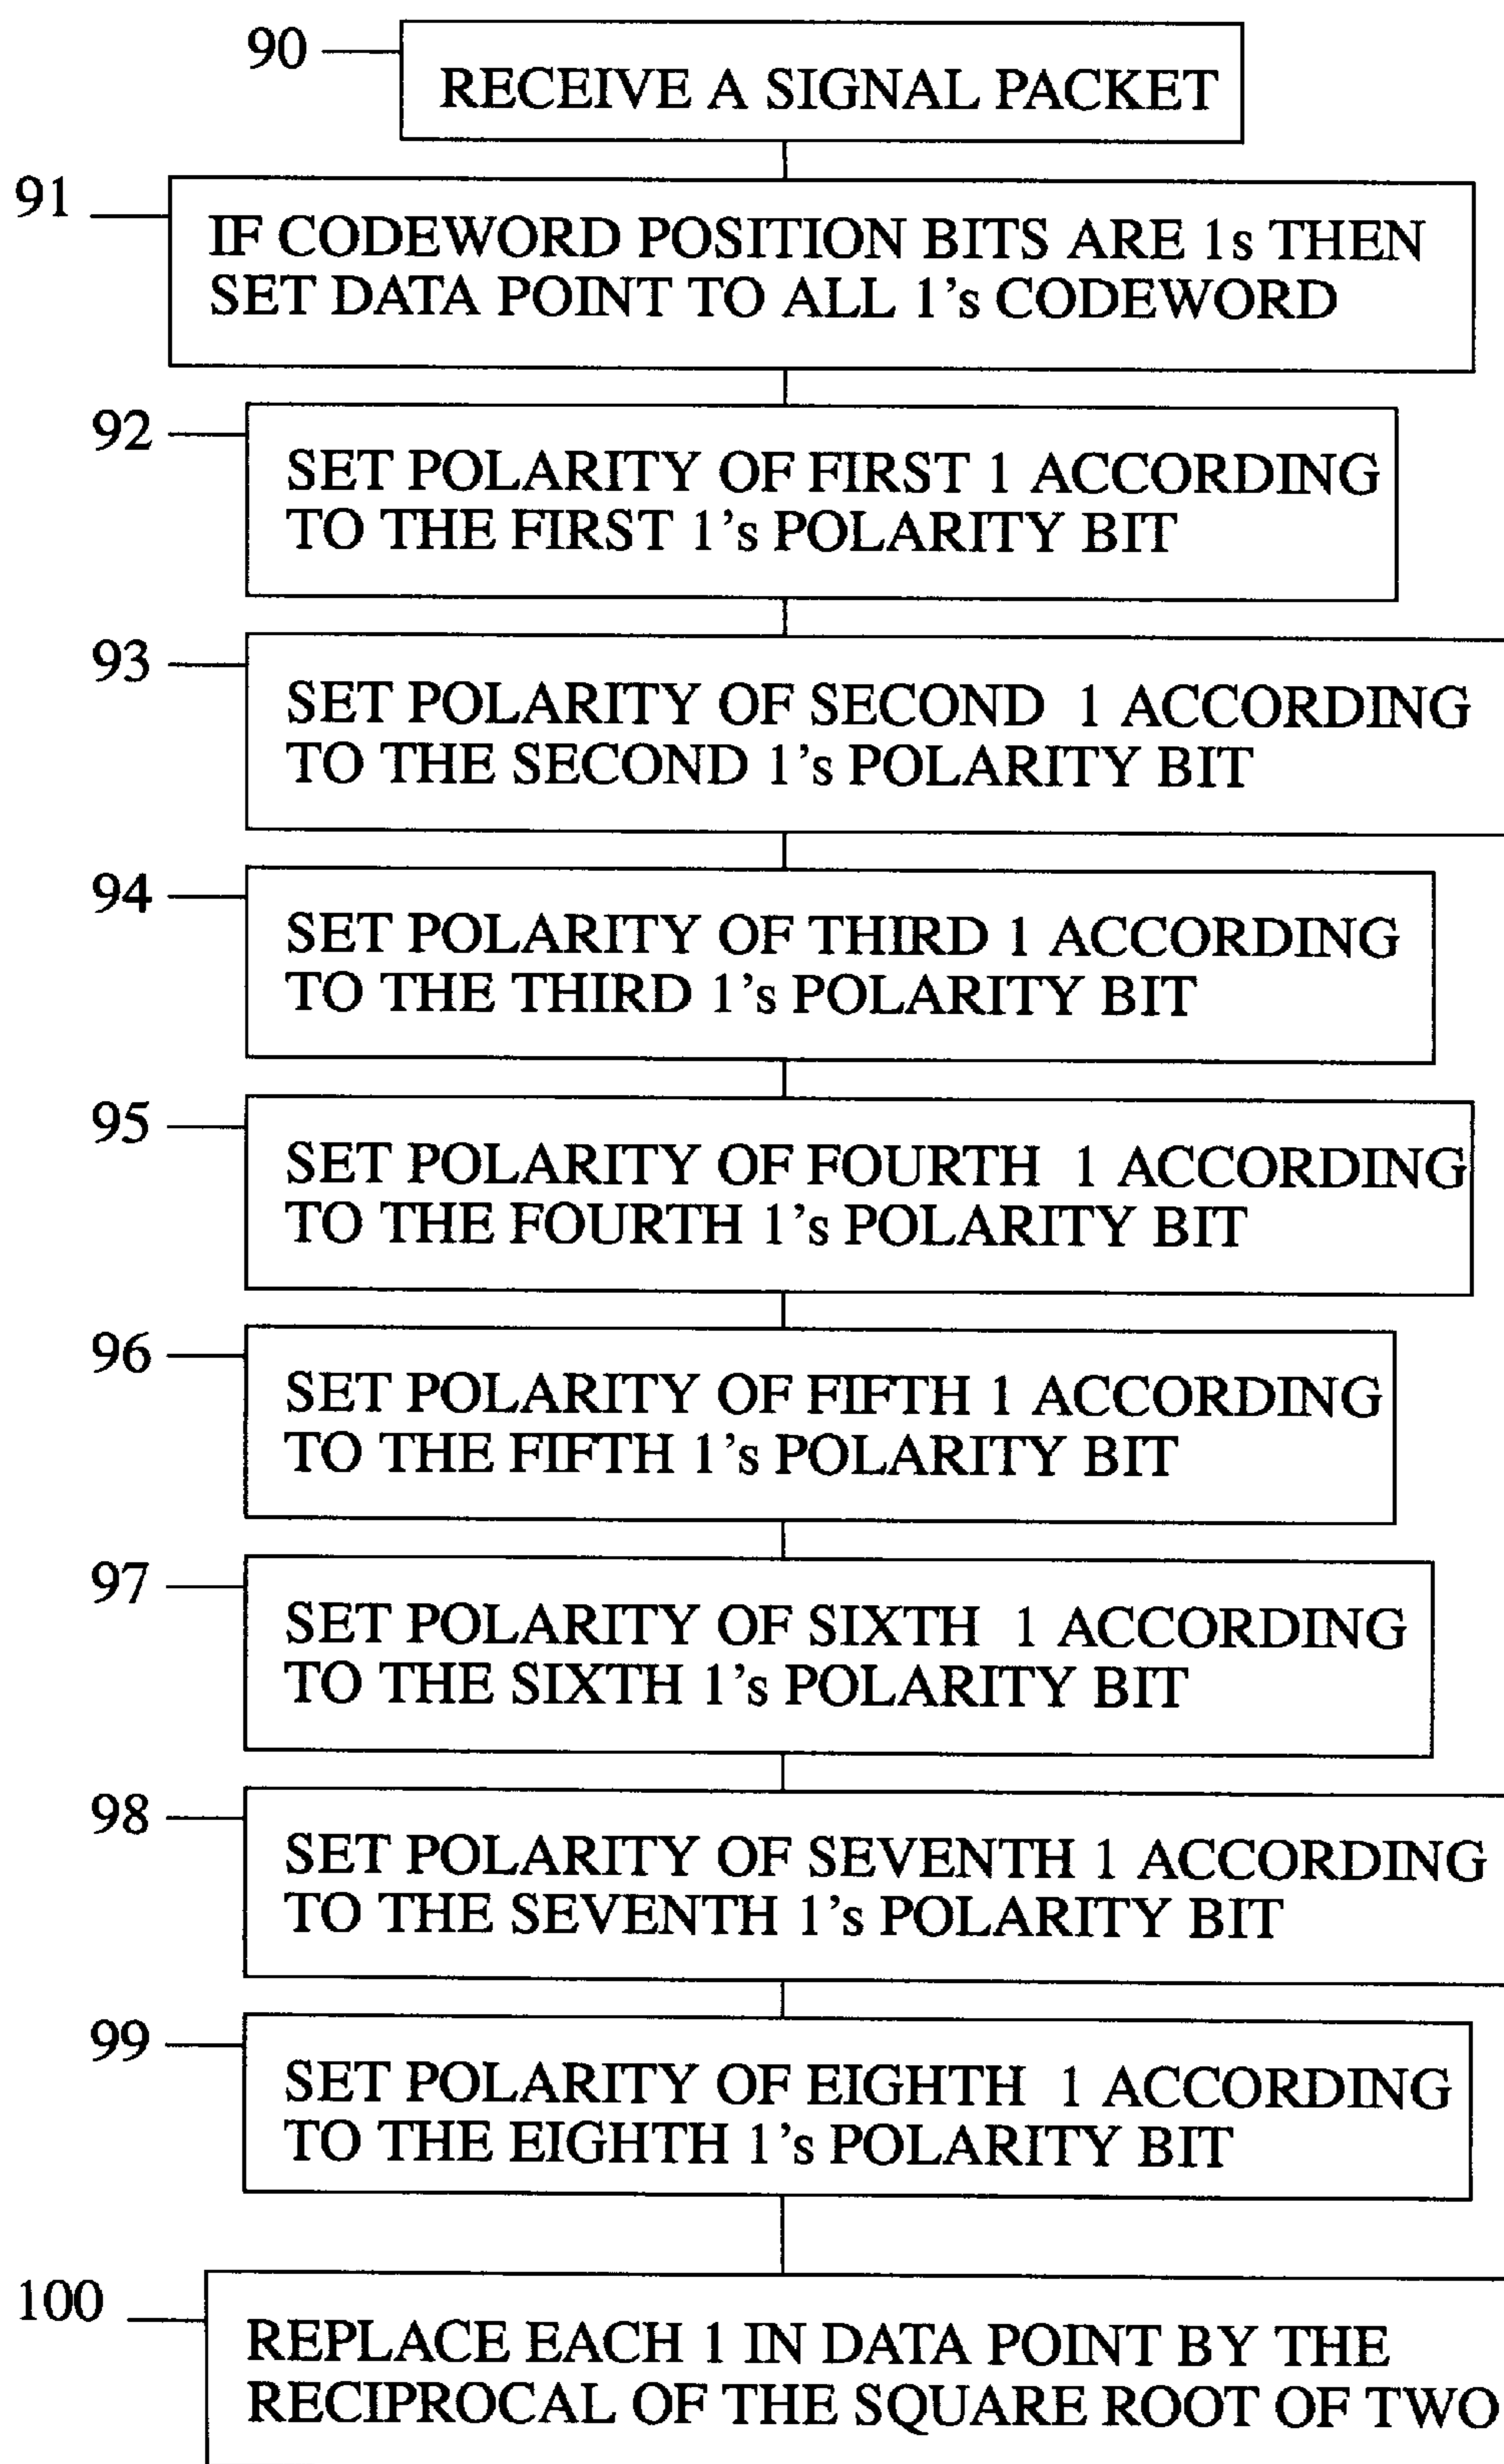 90
RECEIVE A SIGNAL PACKET
91
IF CODEWORD POSITION BITS ARE 1s THEN
SET DATA POINT TO ALL 1's CODEWORD
92
SET POLARITY OF FIRST 1 ACCORDING
TO THE FIRST 1's POLARITY BIT
93
SET POLARITY OF SECOND 1 ACCORDING
TO THE SECOND 1's POLARITY BIT
94
SET POLARITY OF THIRD 1 ACCORDING
TO THE THIRD 1's POLARITY BIT
95
SET POLARITY OF FOURTH 1 ACCORDING
TO THE FOURTH 1's POLARITY BIT
96
SET POLARITY OF FIFTH 1 ACCORDING
TO THE FIFTH 1's POLARITY BIT
97
SET POLARITY OF SIXTH 1 ACCORDING
TO THE SIXTH 1's POLARITY BIT
98
SET POLARITY OF SEVENTH 1 ACCORDING
TO THE SEVENTH 1's POLARITY BIT
99
SET POLARITY OF EIGHTH 1 ACCORDING
TO THE EIGHTH 1's POLARITY BIT
100
REPLACE EACH 1 IN DATA POINT BY THE
RECIPROCAL OF THE SQUARE ROOT OF TWO